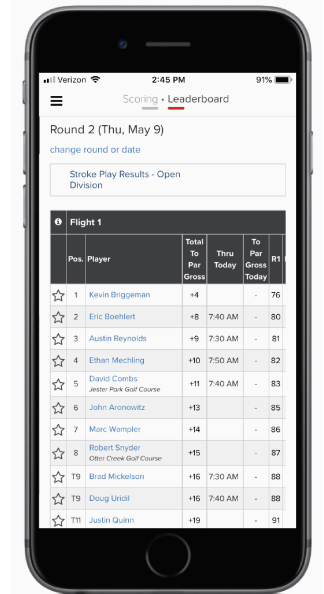 Verizon 2:45 PM 91%
Scoring • Leaderboard
Round 2 (Thu, May 9)
change round or date
Stroke Play Results - Open
Division
Flight 1
Pos. Player Total To Par Gross Thru Today To Par Gross Today R1
1 Kevin Briggeman +4 - 76
2 Eric Boehlert +8 7:40 AM - 80
3 Austin Reynolds +9 7:30 AM - 81
4 Ethan Mechling +10 7:50 AM - 82
5 David Combs +11 7:40 AM - 83
Jester Park Golf Course
6 John Aronowitz +13 - 85
7 Marc Wampler +14 - 86
8 Robert Snyder +15 - 87
Otter Creek Golf Course
T9 Brad Mickelson +16 7:30 AM - 88
T9 Doug Uridil +16 7:40 AM - 88
T11 Justin Quinn +19 91